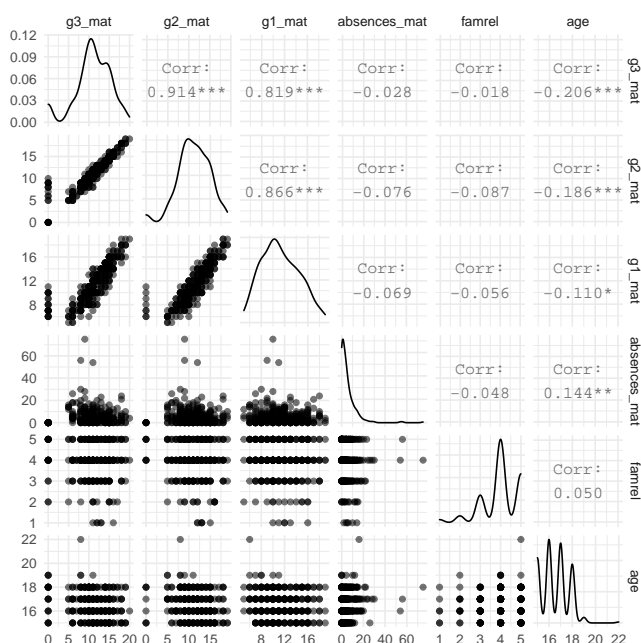 g3_mat g2_mat g1_mat absences_mat famrel age
0.12
0.09
0.06
0.03
0.00
Corr:
0.914***
Corr:
0.819***
Corr:
-0.028
Corr:
-0.018
Corr:
-0.206***
g3_mat
15
10
5
0
Corr:
0.866***
Corr:
-0.076
Corr:
-0.087
Corr:
-0.186***
g2_mat
16
12
8
Corr:
-0.069
Corr:
-0.056
Corr:
-0.110*
g1_mat
60
40
20
0
Corr:
-0.048
Corr:
0.144**
absences_mat
5
4
3
2
1
Corr:
0.050
famrel
22
20
18
16
age
0 5 10 15 20 0 5 10 15 8 12 16 0 20 40 60 1 2 3 4 5 16 18 20 22